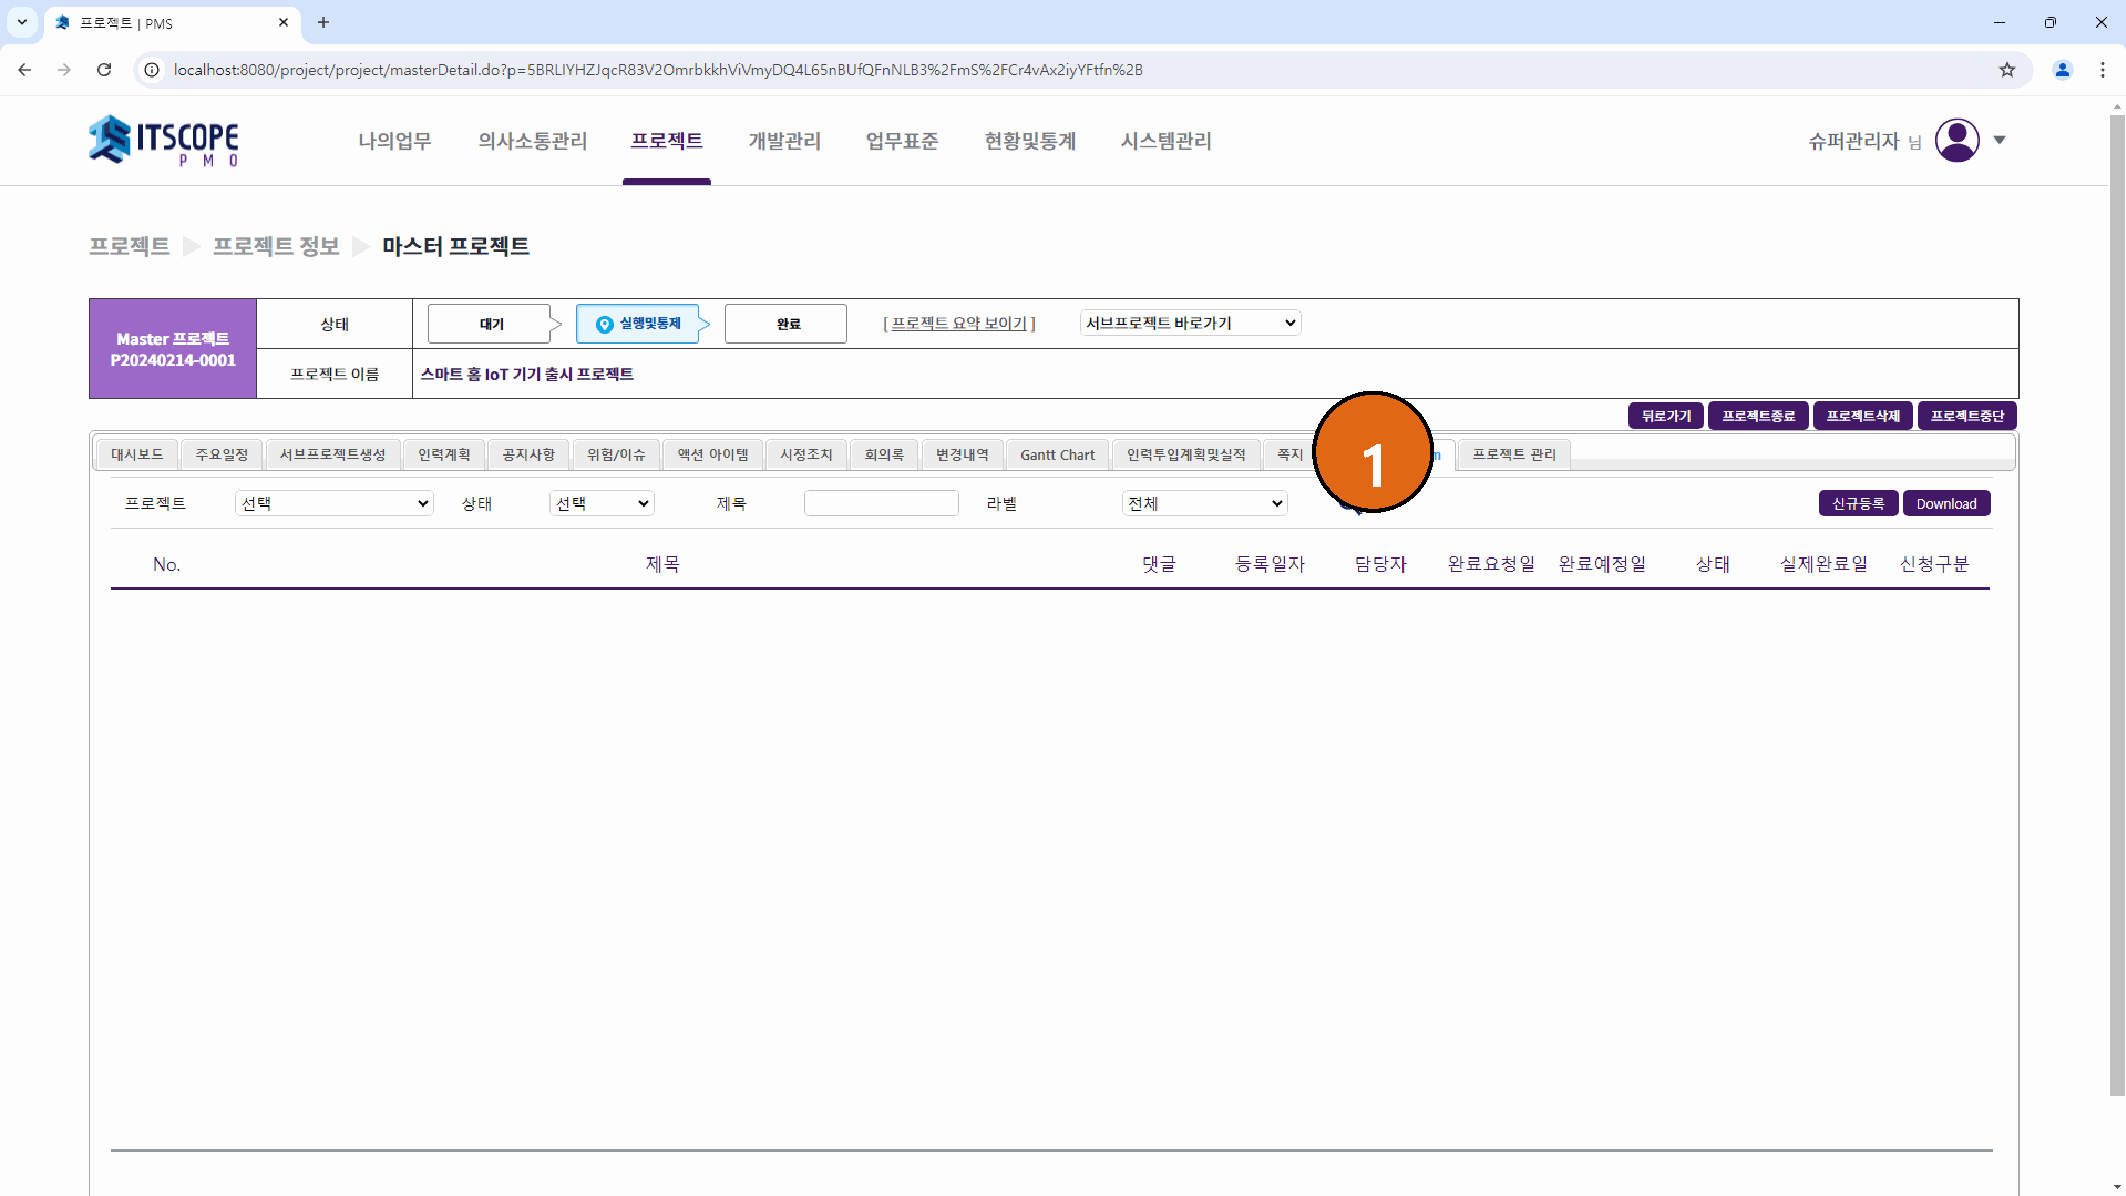 프로젝트 | PMS
localhost:8080/project/project/masterDetail.do?p=5BRLIYHZJqcR83V2OmrbkkhViVmyDQ4L65nBUfQFnNLB3%2FmS%2FCr4vAx2iyYFtfn%2B
ITSCOPE
PMO
나의업무 의사소통관리 프로젝트 개발관리 업무표준 현황및통계 시스템관리
슈퍼관리자 님
프로젝트 프로젝트 정보 마스터 프로젝트
Master 프로젝트
P20240214-0001
상태 대기 실행및통제 완료 [ 프로젝트 요약 보이기 ] 서브프로젝트 바로가기
프로젝트 이름 스마트 홈 IoT 기기 출시 프로젝트
뒤로가기 프로젝트종료 프로젝트삭제 프로젝트중단
대시보드 주요일정 서브프로젝트생성 인력계획 공지사항 위험/이슈 액션 아이템 시정조치 회의록 변경내역 Gantt Chart 인력투입계획및실적 쪽지 1 프로젝트 관리
프로젝트 선택 상태 선택 제목 라벨 전체 신규등록 Download
No. 제목 댓글 등록일자 담당자 완료요청일 완료예정일 상태 실제완료일 신청구분